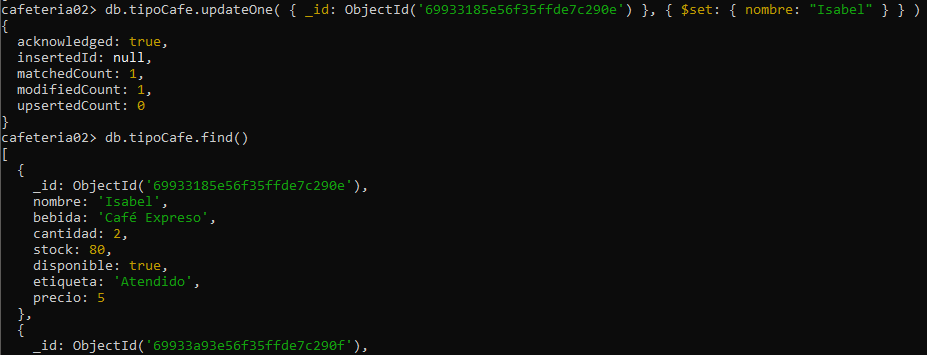 cafeteria02> db.tipoCafe.updateOne( { _id: ObjectId('69933185e56f35ffde7c290e') }, { $set: { nombre: "Isabel" } } )
{
  acknowledged: true,
  insertedId: null,
  matchedCount: 1,
  modifiedCount: 1,
  upsertedCount: 0
}
cafeteria02> db.tipoCafe.find()
[
  {
    _id: ObjectId('69933185e56f35ffde7c290e'),
    nombre: 'Isabel',
    bebida: 'Café Expreso',
    cantidad: 2,
    stock: 80,
    disponible: true,
    etiqueta: 'Atendido',
    precio: 5
  },
  {
    _id: ObjectId('69933a93e56f35ffde7c290f'),